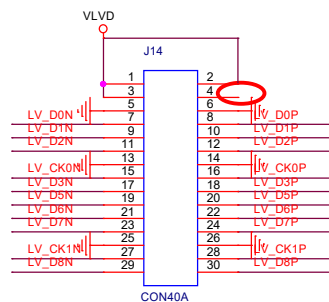 VLVD
J14
1 2
3 4
5 6
LV_D0N 7 8 LV_D0P
LV_D1N 9 10 LV_D1P
LV_D2N 11 12 LV_D2P
13 14
LV_CK0N 15 16 LV_CK0P
LV_D3N 17 18 LV_D3P
LV_D5N 19 20 LV_D5P
LV_D6N 21 22 LV_D6P
LV_D7N 23 24 LV_D7P
25 26
LV_CK1N 27 28 LV_CK1P
LV_D8N 29 30 LV_D8P
CON40A